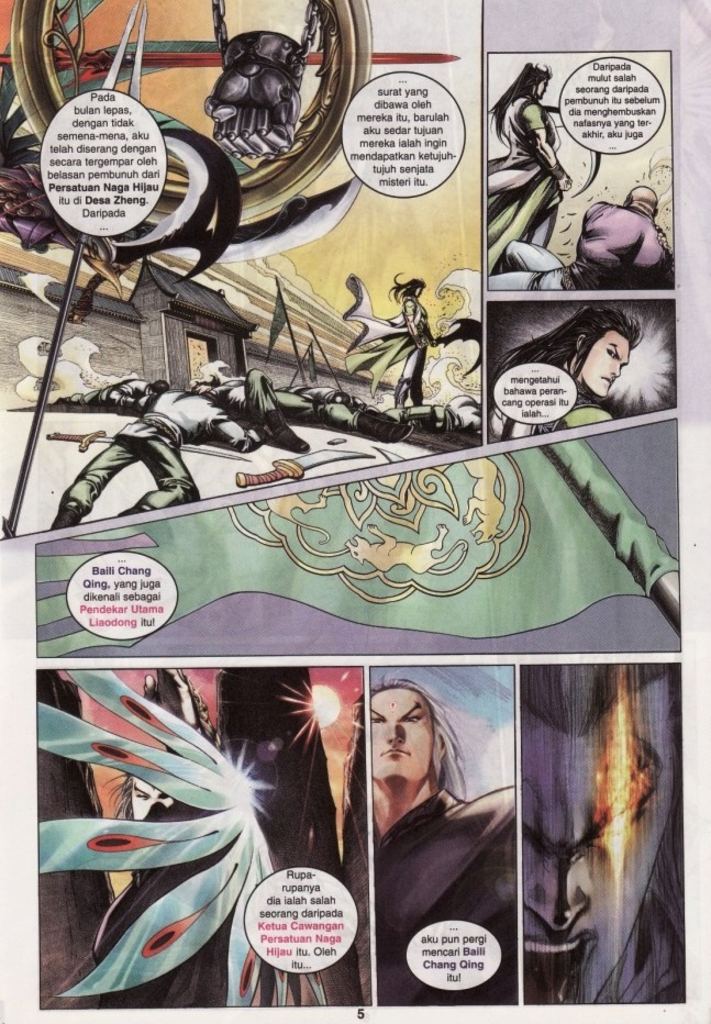 Pada
bulan lepas,
dengan tidak
semena-mena, aku
telah diserang dengan
secara tergempar oleh
belasan pembunuh dari
Persatuan Naga Hijau
itu di Desa Zheng.
Daripada
...
...
surat yang
dibawa oleh
mereka itu, barulah
aku sedar tujuan
mereka ialah ingin
mendapatkan ketujuh-
tujuh senjata
misteri itu.
Daripada
mulut salah
seorang daripada
pembunuh itu sebelum
dia menghembuskan
nafasnya yang ter-
akhir, aku juga
...
...
mengetahui
bahawa peran-
cang operasi itu
ialah...
...
Baili Chang
Qing, yang juga
dikenali sebagai
Pendekar Utama
Liaodong itu!
Rupa-
rupanya
dia ialah salah
seorang daripada
Ketua Cawangan
Persatuan Naga
Hijau itu. Oleh
itu...
...
aku pun pergi
mencari Baili
Chang Qing
itu!
5